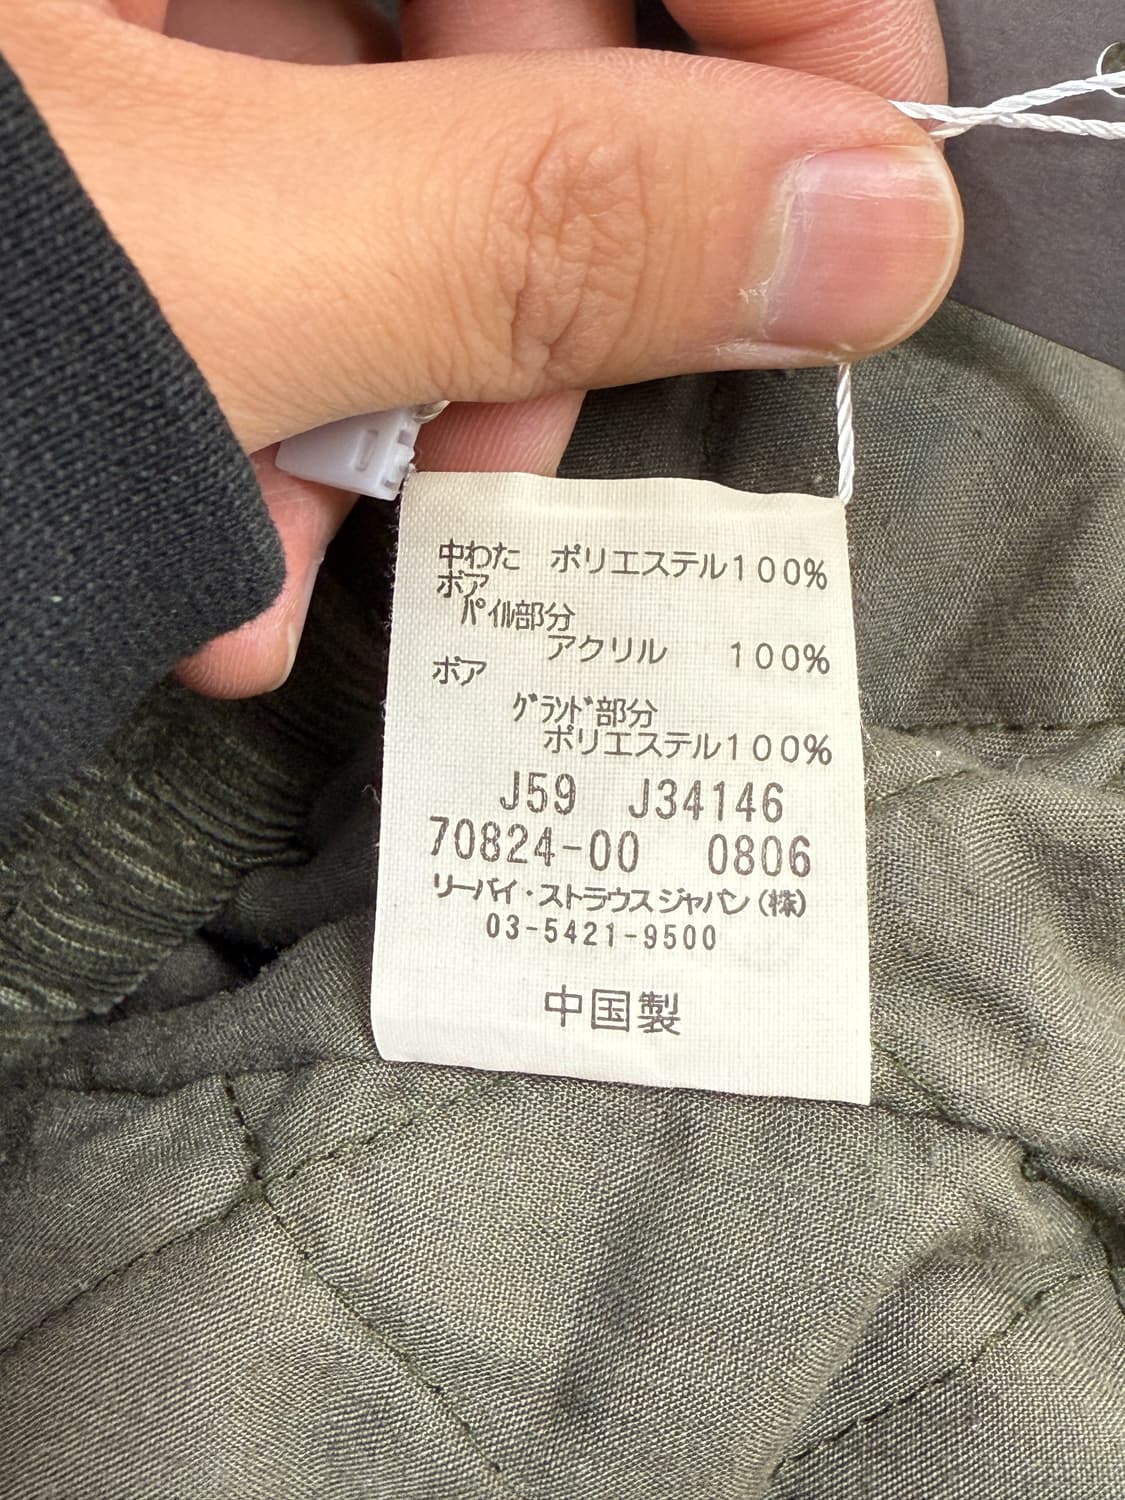 中わた ポリエステル100%
ボア
パイル部分
アクリル 100%
ボア
グランド部分
ポリエステル100%
J59 J34146
70824-00 0806
リーバイ・ストラウスジャパン(株)
03-5421-9500
中国製